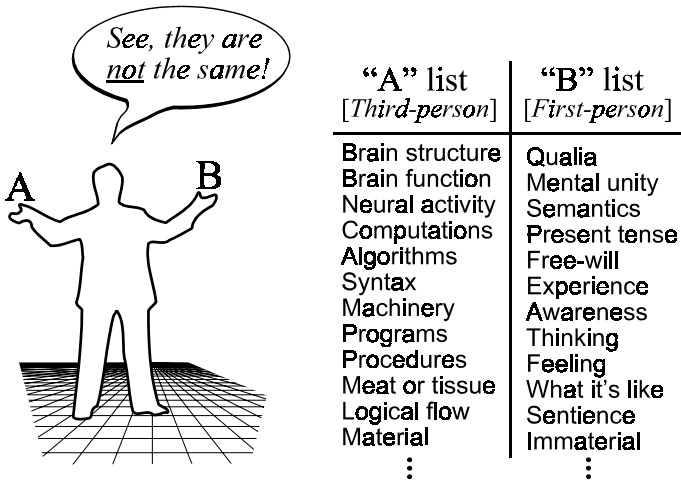 See, they are
not the same!
A
B
“A” list
[Third-person]
Brain structure
Brain function
Neural activity
Computations
Algorithms
Syntax
Machinery
Programs
Procedures
Meat or tissue
Logical flow
Material
⋮
“B” list
[First-person]
Qualia
Mental unity
Semantics
Present tense
Free-will
Experience
Awareness
Thinking
Feeling
What it’s like
Sentience
Immaterial
⋮